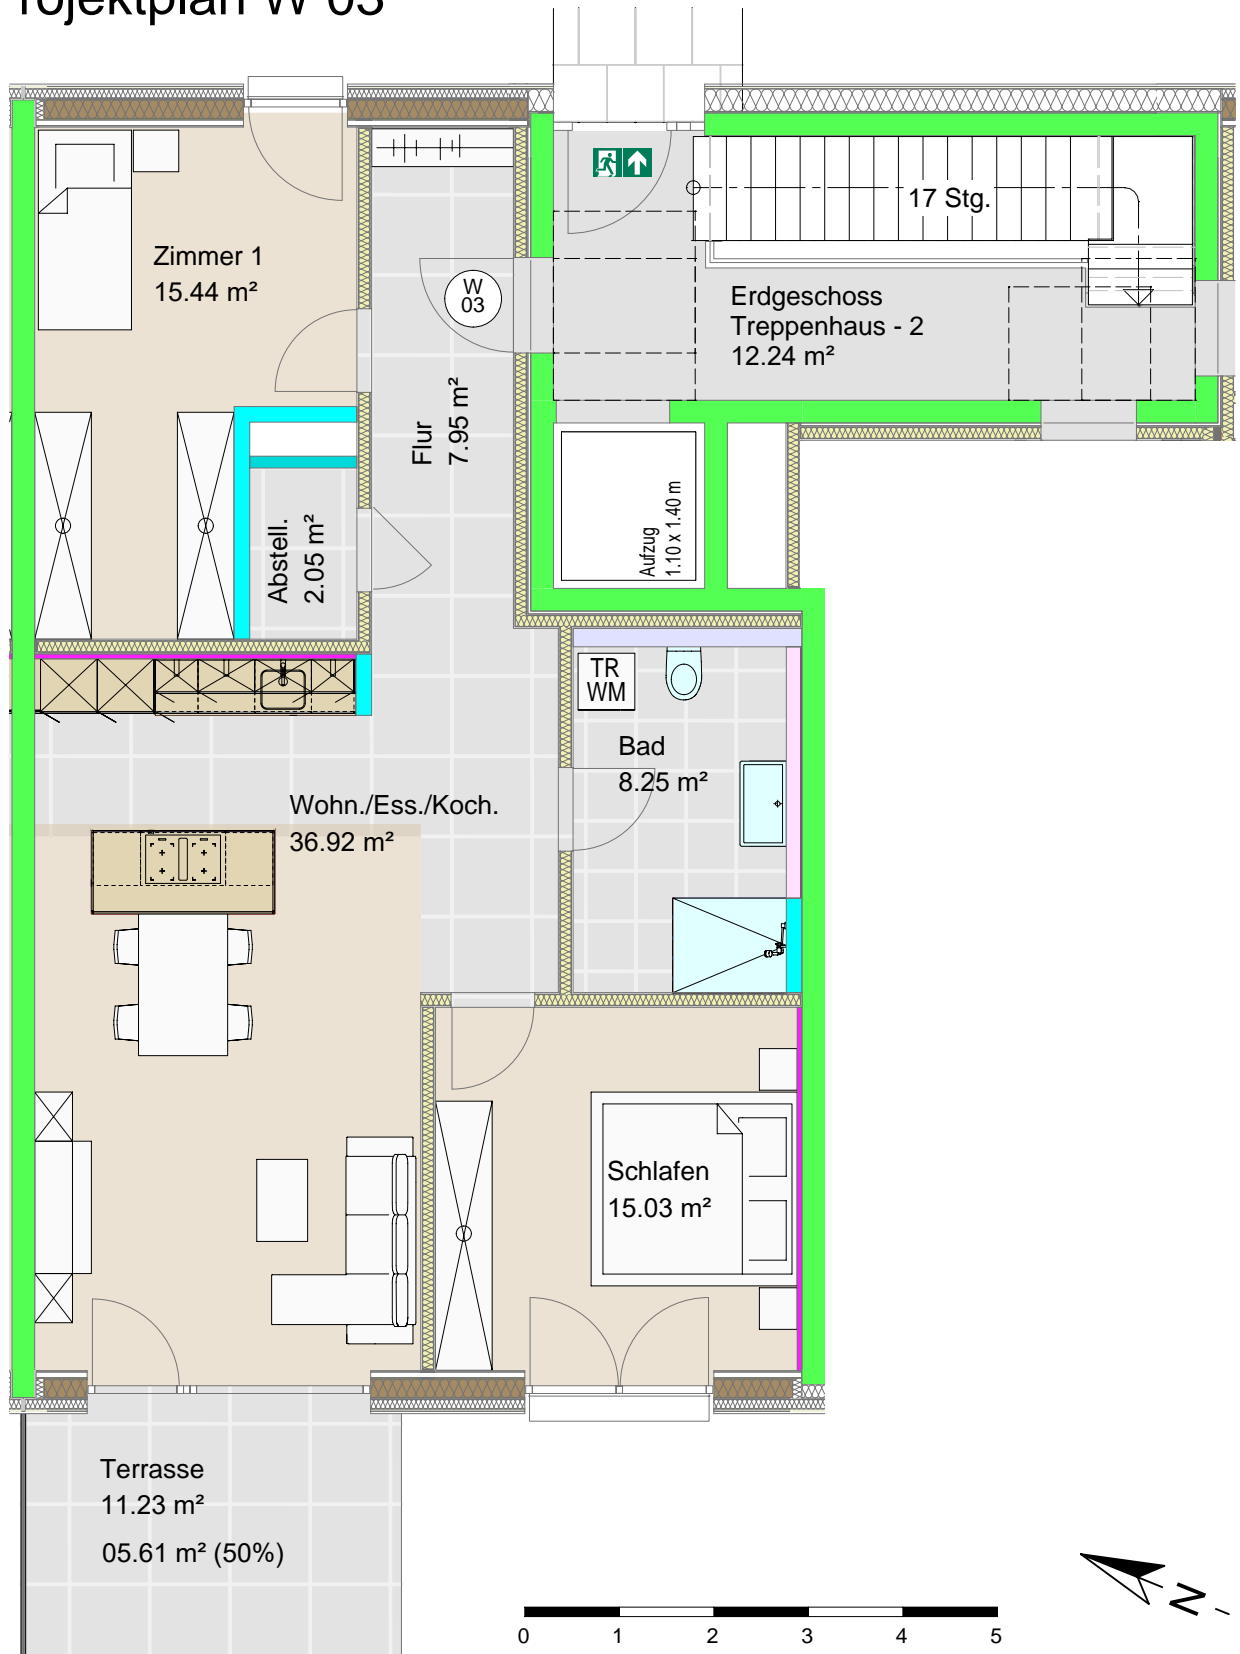 rojektplan W 03
17 Stg.
Zimmer 1
15.44 m²
W
03
Erdgeschoss
Treppenhaus - 2
12.24 m²
Flur
7.95 m²
Aufzug
1.10 x 1.40 m
Abstell.
2.05 m²
TR
WM
Bad
8.25 m²
Wohn./Ess./Koch.
36.92 m²
Schlafen
15.03 m²
Terrasse
11.23 m²
05.61 m² (50%)
N
0 1 2 3 4 5